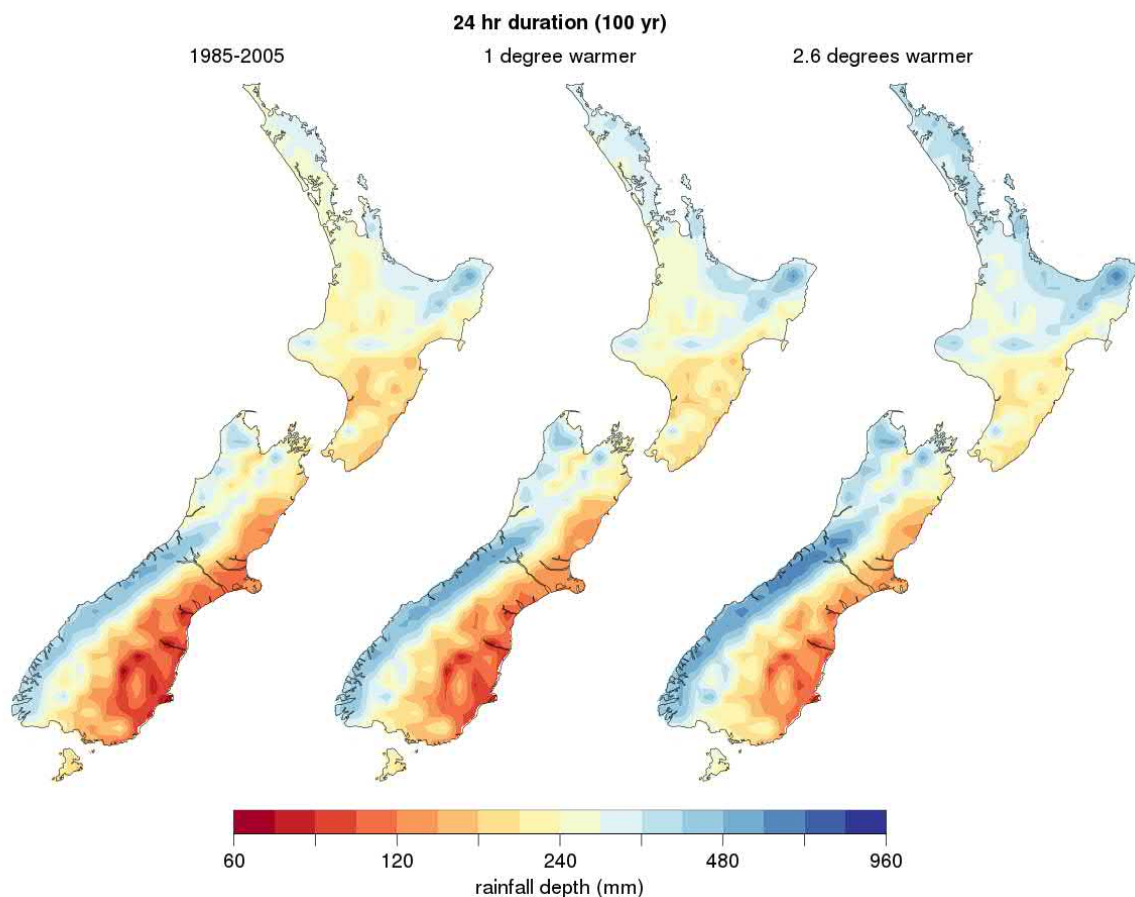 24 hr duration (100 yr)
1985-2005 1 degree warmer 2.6 degrees warmer
60 120 240 480 960
rainfall depth (mm)